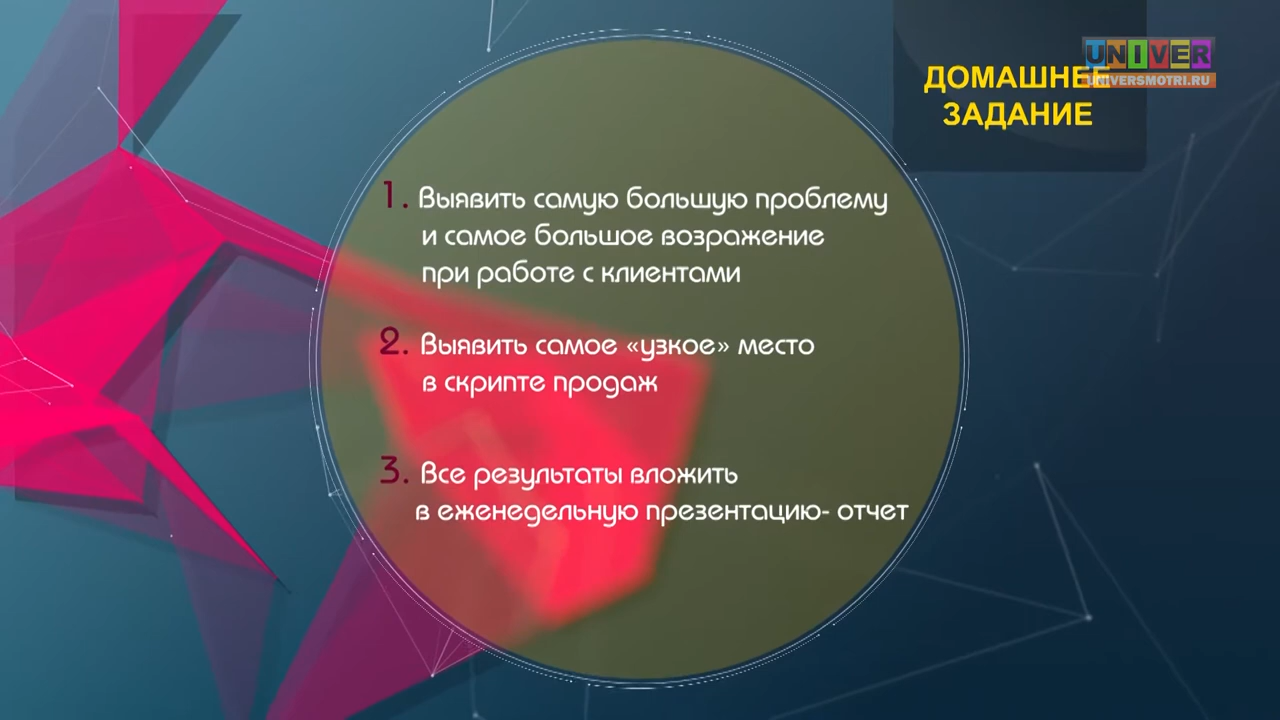 UNIVER
UNIVERSMOTRI.RU
ДОМАШНЕЕ
ЗАДАНИЕ
1. Выявить самую большую проблему
и самое большое возражение
при работе с клиентами
2. Выявить самое «узкое» место
в скрипте продаж
3. Все результаты вложить
в еженедельную презентацию- отчет